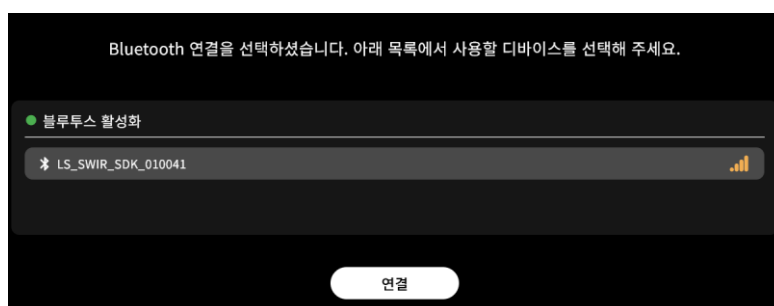 Bluetooth 연결을 선택하셨습니다. 아래 목록에서 사용할 디바이스를 선택해 주세요.
블루투스 활성화
LS_SWIR_SDK_010041
연결